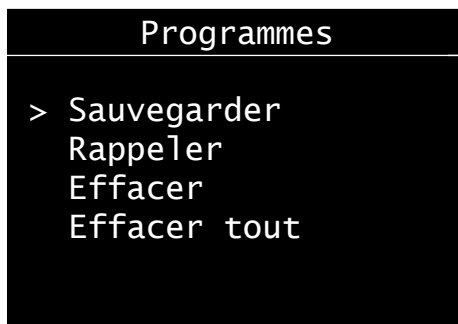 Programmes
> Sauvegarder
Rappeler
Effacer
Effacer tout